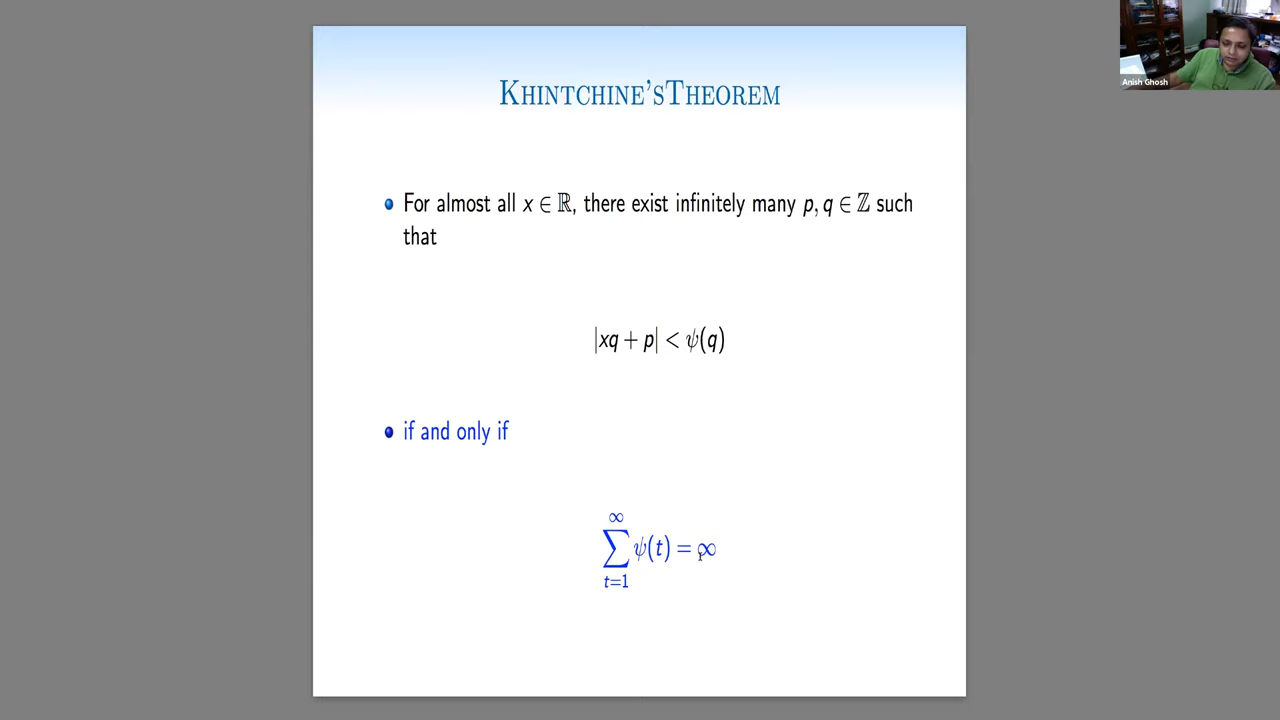 KHINTCHINE'STHEOREM
Anish Ghosh
For almost all x ∈ ℝ, there exist infinitely many p, q ∈ ℤ such
that
|xq + p| < ψ(q)
if and only if
∞
∑ ψ(t) = ∞
t=1